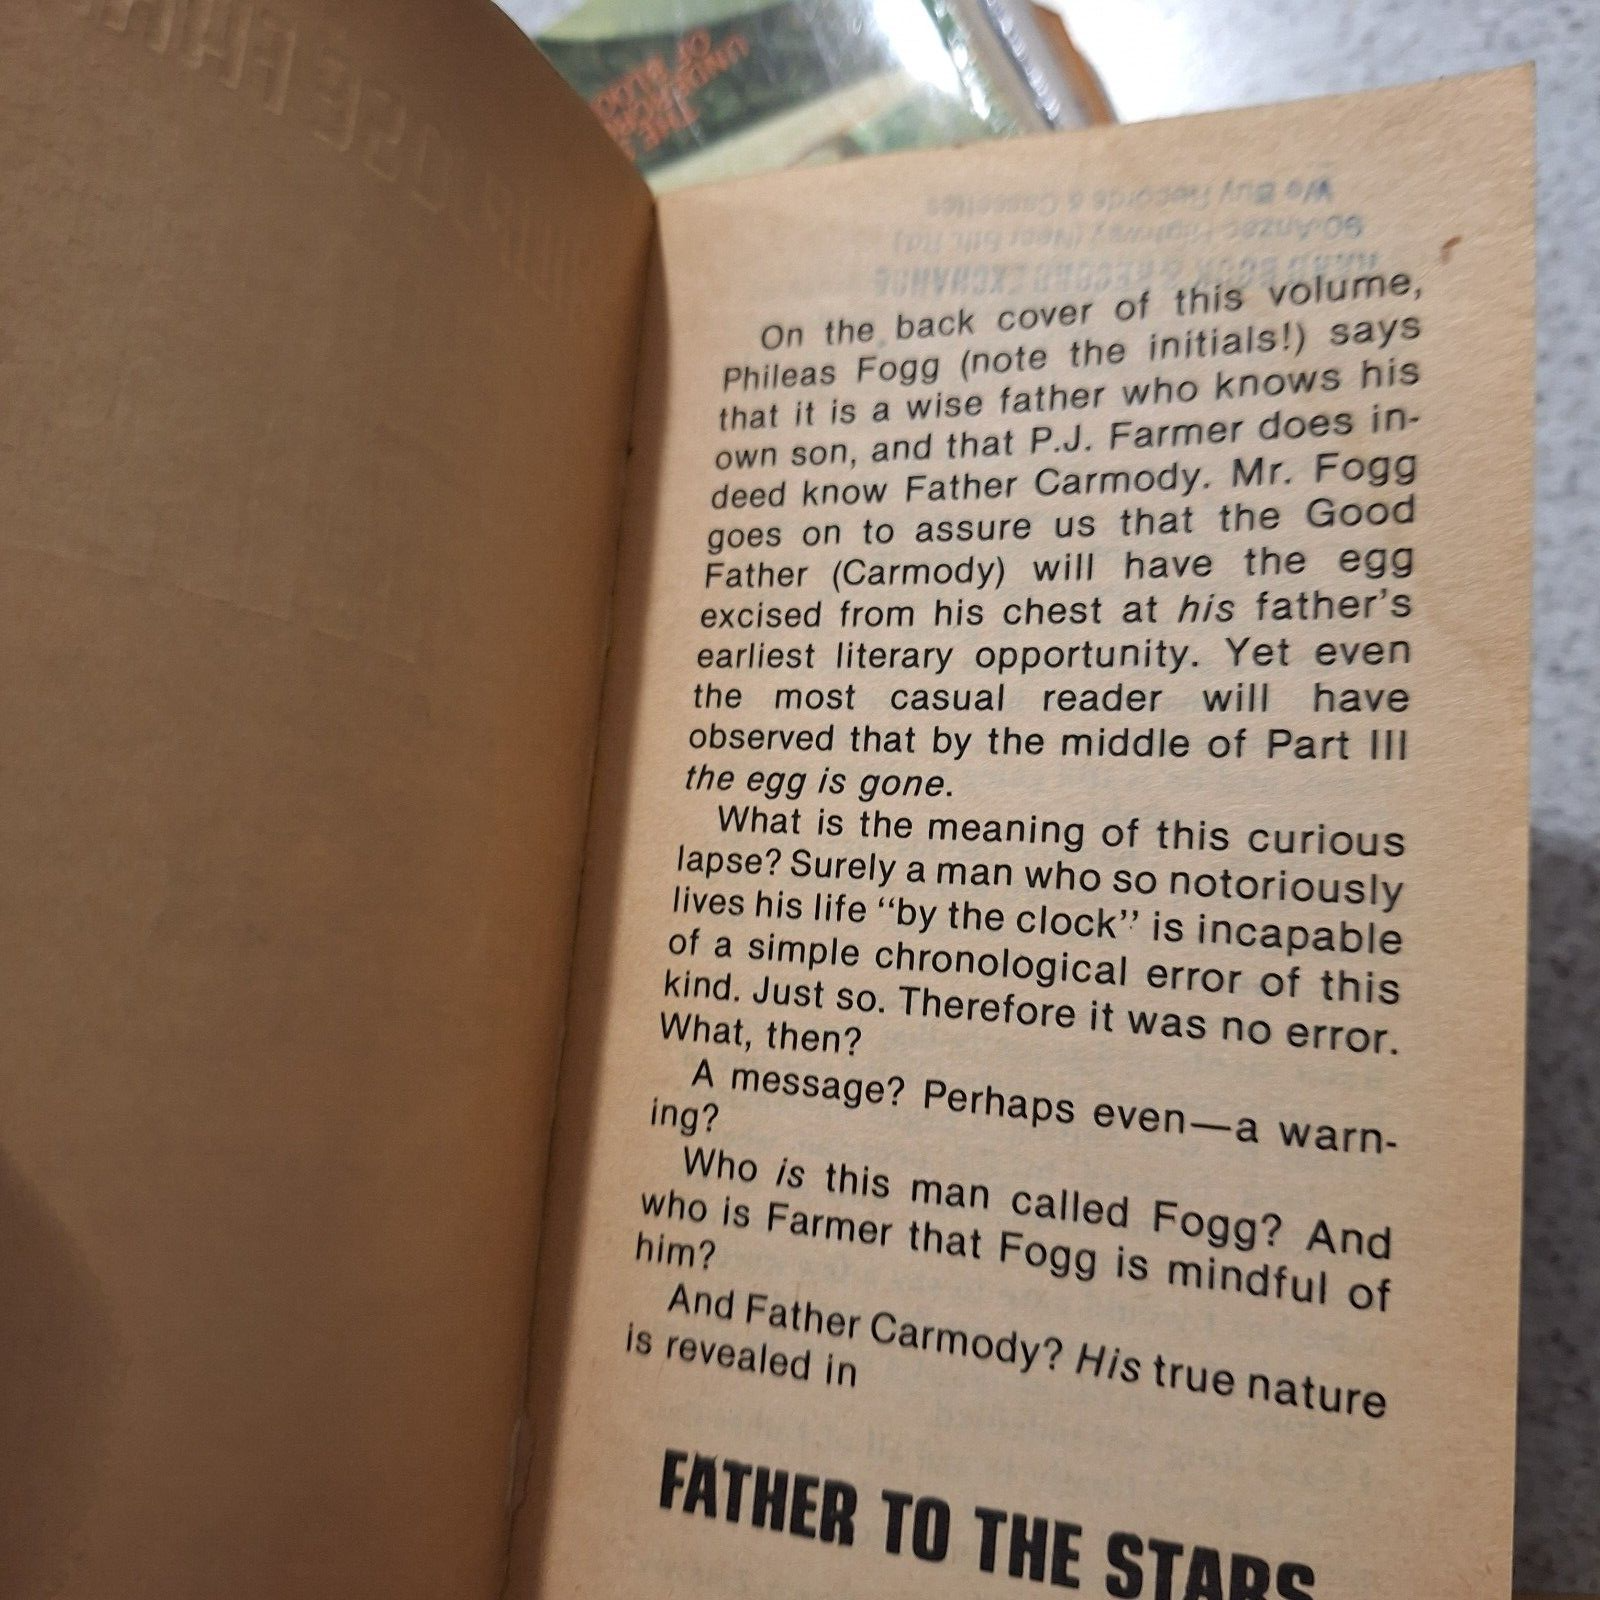 On the back cover of this volume,
Phileas Fogg (note the initials!) says
that it is a wise father who knows his
own son, and that P.J. Farmer does in-
deed know Father Carmody. Mr. Fogg
goes on to assure us that the Good
Father (Carmody) will have the egg
excised from his chest at his father's
earliest literary opportunity. Yet even
the most casual reader will have
observed that by the middle of Part III
the egg is gone.
What is the meaning of this curious
lapse? Surely a man who so notoriously
lives his life “by the clock” is incapable
of a simple chronological error of this
kind. Just so. Therefore it was no error.
What, then?
A message? Perhaps even—a warn-
ing?
Who is this man called Fogg? And
who is Farmer that Fogg is mindful of
him?
And Father Carmody? His true nature
is revealed in
FATHER TO THE STARS